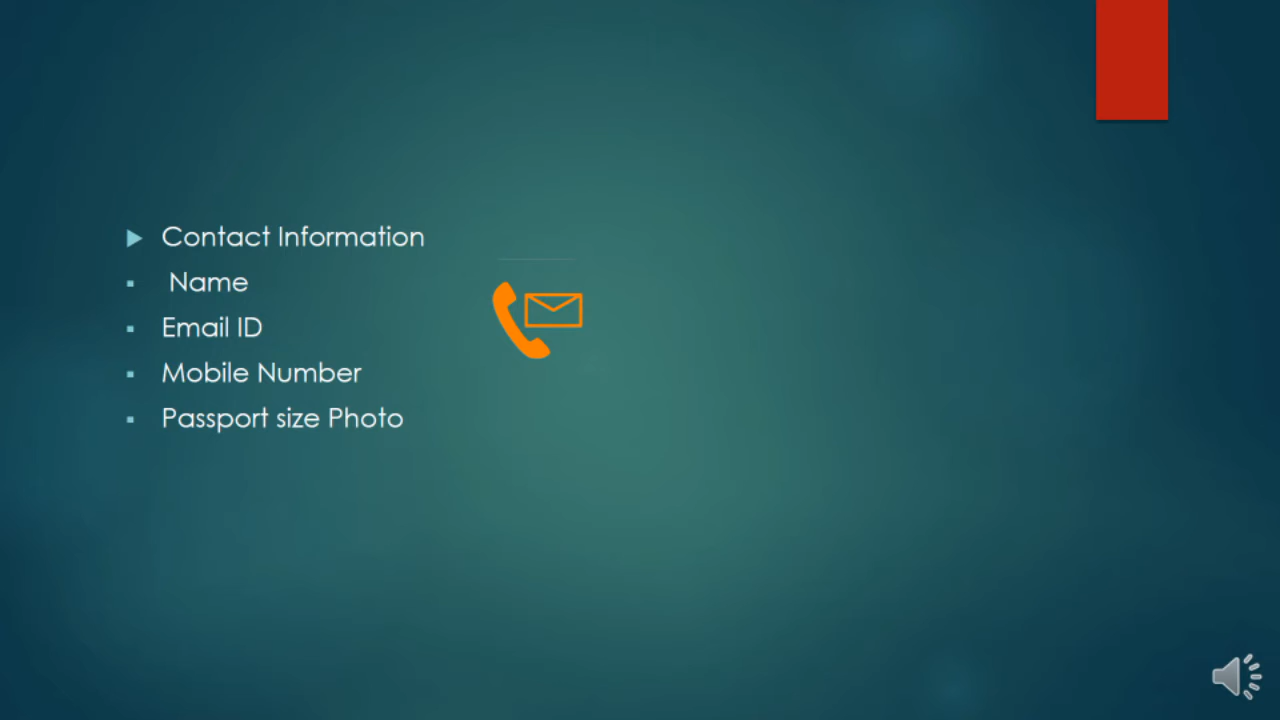 Contact Information
Name
Email ID
Mobile Number
Passport size Photo